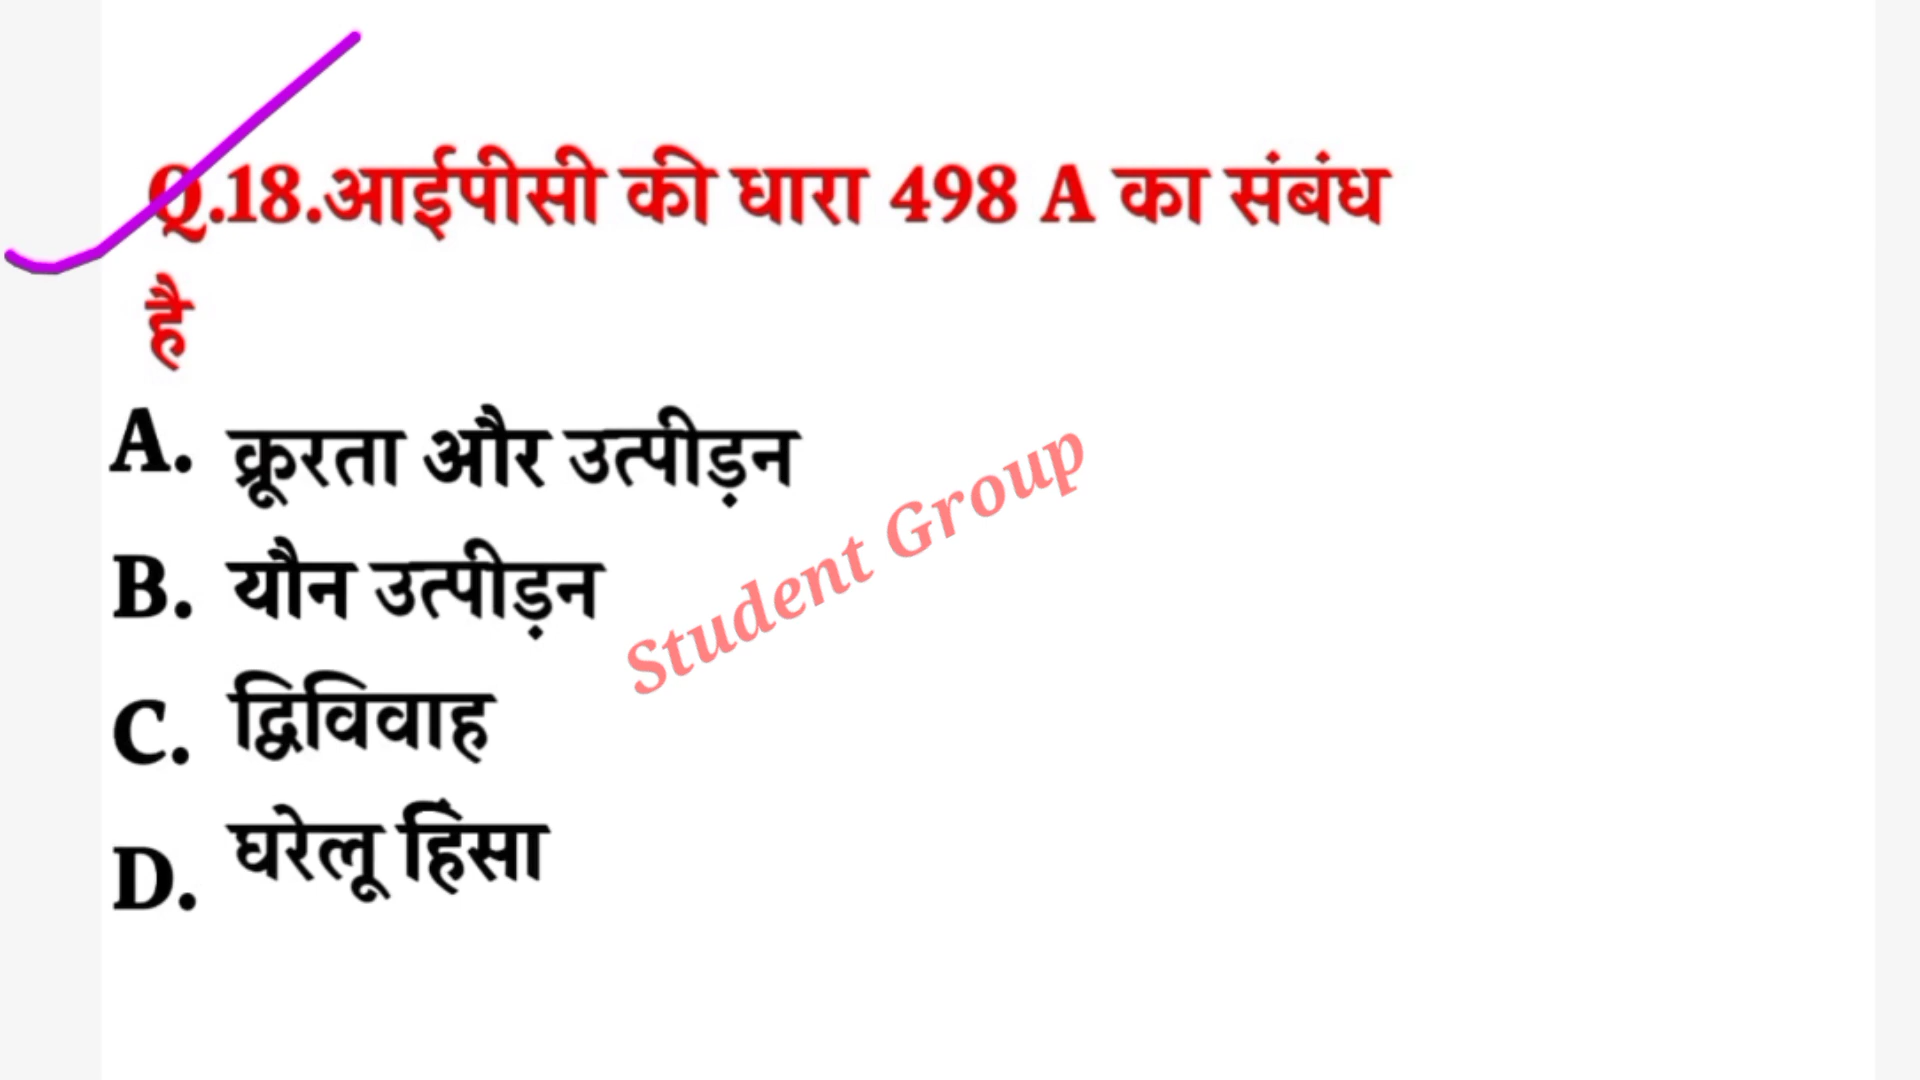 Q.18.आईपीसी की धारा 498 A का संबंध
है
A. क्रूरता और उत्पीड़न
B. यौन उत्पीड़न
C. द्विविवाह
D. घरेलू हिंसा
Student Group